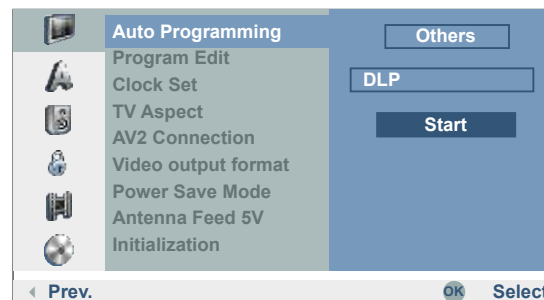 Auto Programming
Program Edit
Clock Set
TV Aspect
AV2 Connection
Video output format
Power Save Mode
Antenna Feed 5V
Initialization
Others
DLP
Start
Prev.
OK Select